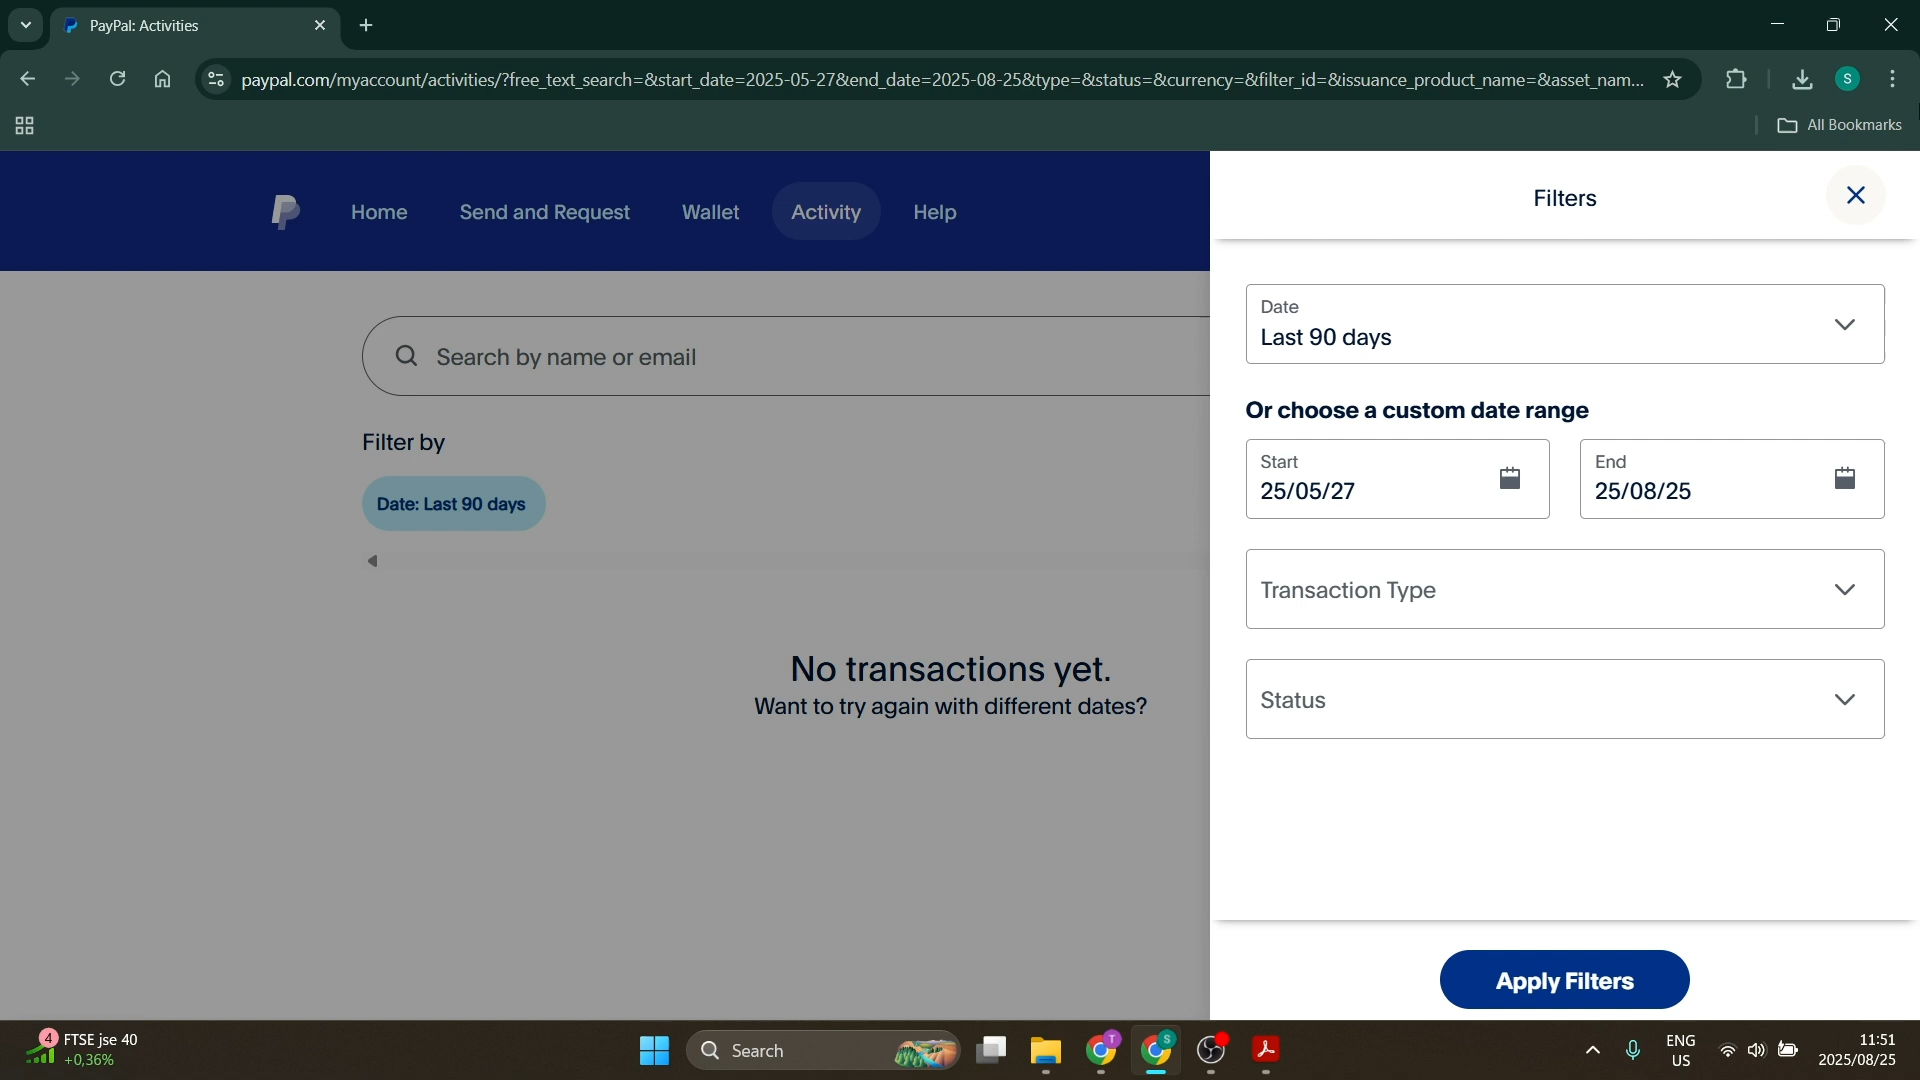 PayPal: Activities
paypal.com/myaccount/activities/?free_text_search=&start_date=2025-05-27&end_date=2025-08-25&type=&status=&currency=&filter_id=&issuance_product_name=&asset_nam...
S
All Bookmarks
Home
Send and Request
Wallet
Activity
Help
Search by name or email
Filter by
Date: Last 90 days
No transactions yet.
Want to try again with different dates?
Filters
Date
Last 90 days
Or choose a custom date range
Start
25/05/27
End
25/08/25
Transaction Type
Status
Apply Filters
4
FTSE jse 40
+0,36%
Search
T
S
ENG
US
11:51
2025/08/25